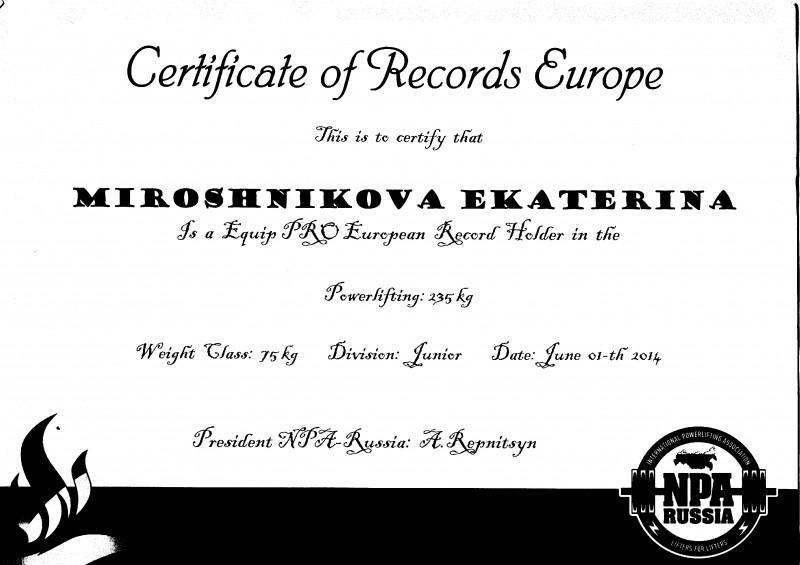 Certificate of Records Europe
This is to certify that
MIROSHNIKOVA EKATERINA
Is a Equip PRO European Record Holder in the
Powerlifting: 235 kg
Weight Class: 75 kg Division: Junior Date: June 01-th 2014
President NPA-Russia: A. Repnitsyn
INTERNATIONAL POWERLIFTING ASSOCIATION
NPA
RUSSIA
LIFTERS FOR LIFTERS